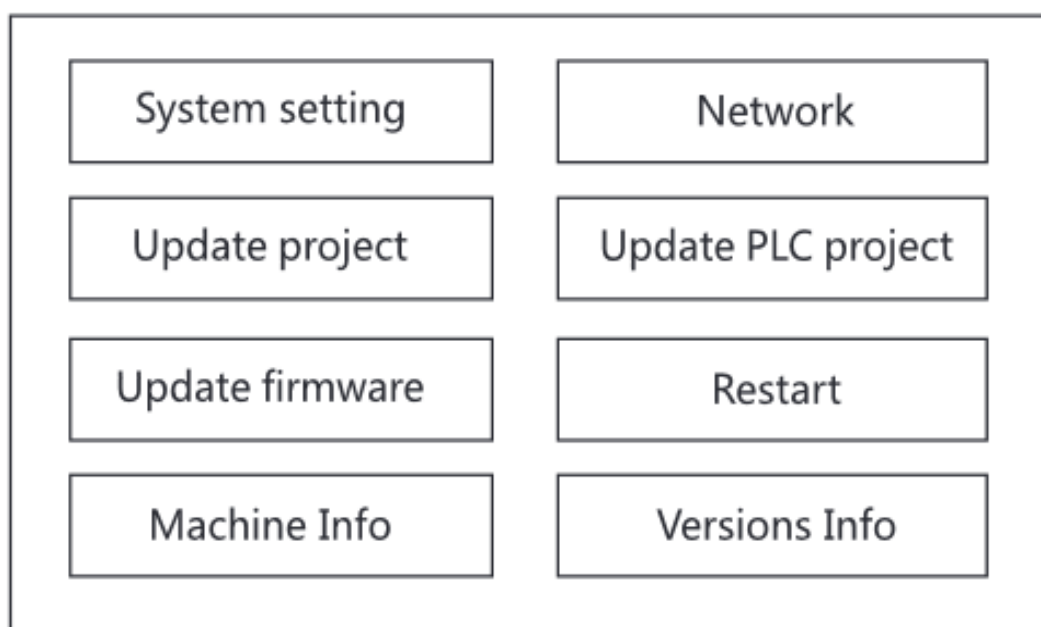 System setting
Network
Update project
Update PLC project
Update firmware
Restart
Machine Info
Versions Info